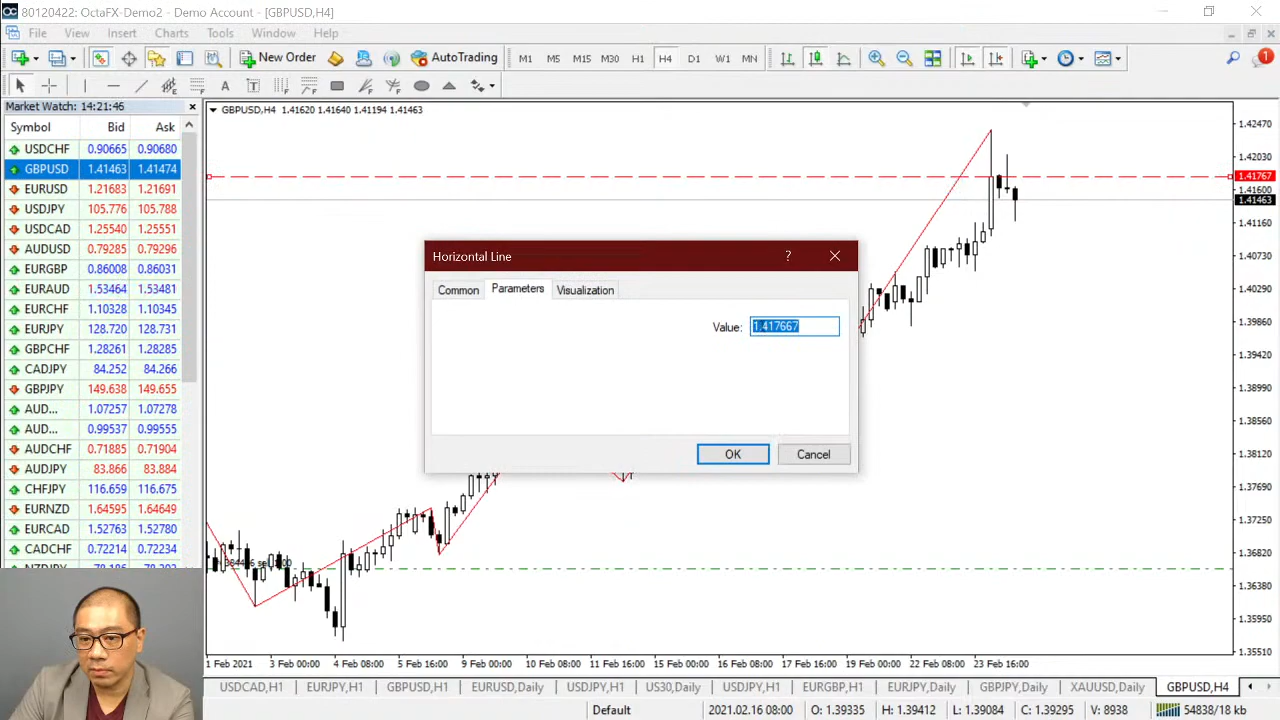 80120422: OctaFX-Demo2 - Demo Account - [GBPUSD,H4]
File View Insert Charts Tools Window Help
New Order AutoTrading M1 M5 M15 M30 H1 H4 D1 W1 MN 1
A T E F
Market Watch: 14:21:46
Symbol Bid Ask
USDCHF 0.90665 0.90680
GBPUSD 1.41463 1.41474
EURUSD 1.21683 1.21691
USDJPY 105.776 105.788
USDCAD 1.25540 1.25551
AUDUSD 0.79285 0.79296
EURGBP 0.86008 0.86031
EURAUD 1.53464 1.53481
EURCHF 1.10328 1.10345
EURJPY 128.720 128.731
GBPCHF 1.28261 1.28285
CADJPY 84.252 84.266
GBPJPY 149.638 149.655
AUD... 1.07257 1.07278
AUD... 0.99537 0.99555
AUDCHF 0.71885 0.71904
AUDJPY 83.866 83.884
CHFJPY 116.659 116.675
EURNZD 1.64595 1.64649
EURCAD 1.52763 1.52780
CADCHF 0.72214 0.72234
GBPUSD,H4 1.41620 1.41640 1.41194 1.41463
1.42470
1.42030
1.41767
1.41600
1.41463
1.41160
1.40730
1.40290
1.39860
1.39420
1.38990
1.38560
1.38120
1.37690
1.37250
1.36820
1.36380
1.35950
1.35510
Horizontal Line ?
Common Parameters Visualization
Value: 1.417667
OK Cancel
1 Feb 2021 3 Feb 00:00 4 Feb 08:00 5 Feb 16:00 9 Feb 00:00 10 Feb 08:00 11 Feb 16:00 15 Feb 00:00 16 Feb 08:00 17 Feb 16:00 19 Feb 00:00 22 Feb 08:00 23 Feb 16:00
USDCAD,H1 EURJPY,H1 GBPUSD,H1 EURUSD,Daily USDJPY,H1 US30,Daily USDJPY,H1 EURGBP,H1 EURJPY,Daily GBPJPY,Daily XAUUSD,Daily GBPUSD,H4
Default 2021.02.16 08:00 O: 1.39335 H: 1.39412 L: 1.39084 C: 1.39295 V: 8938 54838/18 kb